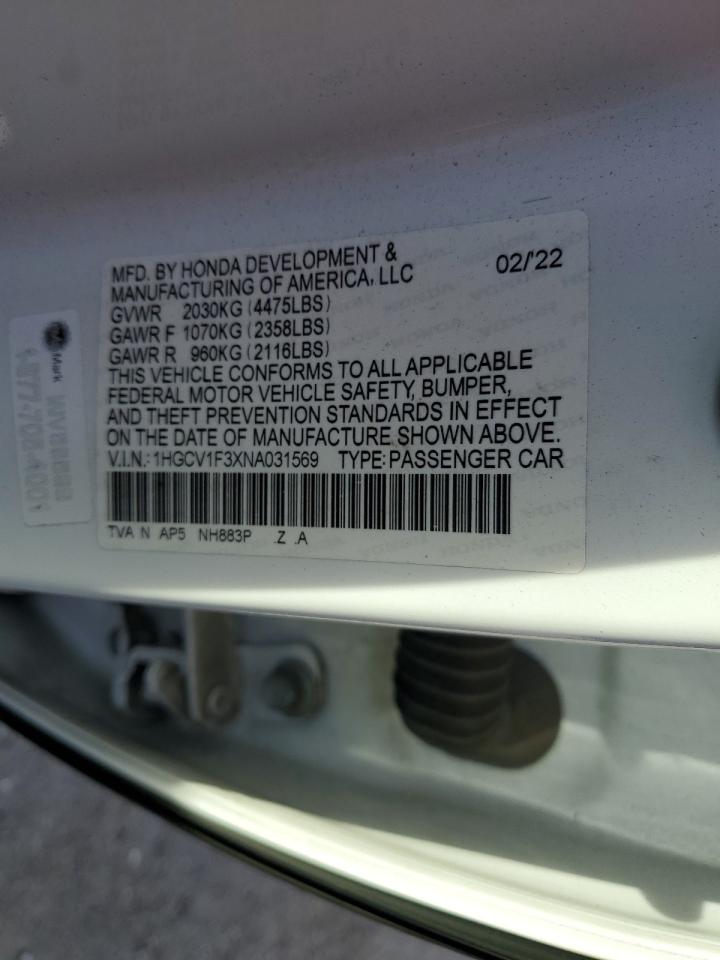 MFD. BY HONDA DEVELOPMENT &
MANUFACTURING OF AMERICA, LLC 02/'22
GVWR 2030KG (4475LBS)
GAWR F 1070KG (2358LBS)
GAWR R 960KG (2116LBS)
THIS VEHICLE CONFORMS TO ALL APPLICABLE
FEDERAL MOTOR VEHICLE SAFETY, BUMPER,
AND THEFT PREVENTION STANDARDS IN EFFECT
ON THE DATE OF MANUFACTURE SHOWN ABOVE.
V.I.N.: 1HGCV1F3XNA031569 TYPE: PASSENGER CAR
TVA N AP5 NH883P .Z .A
Mark